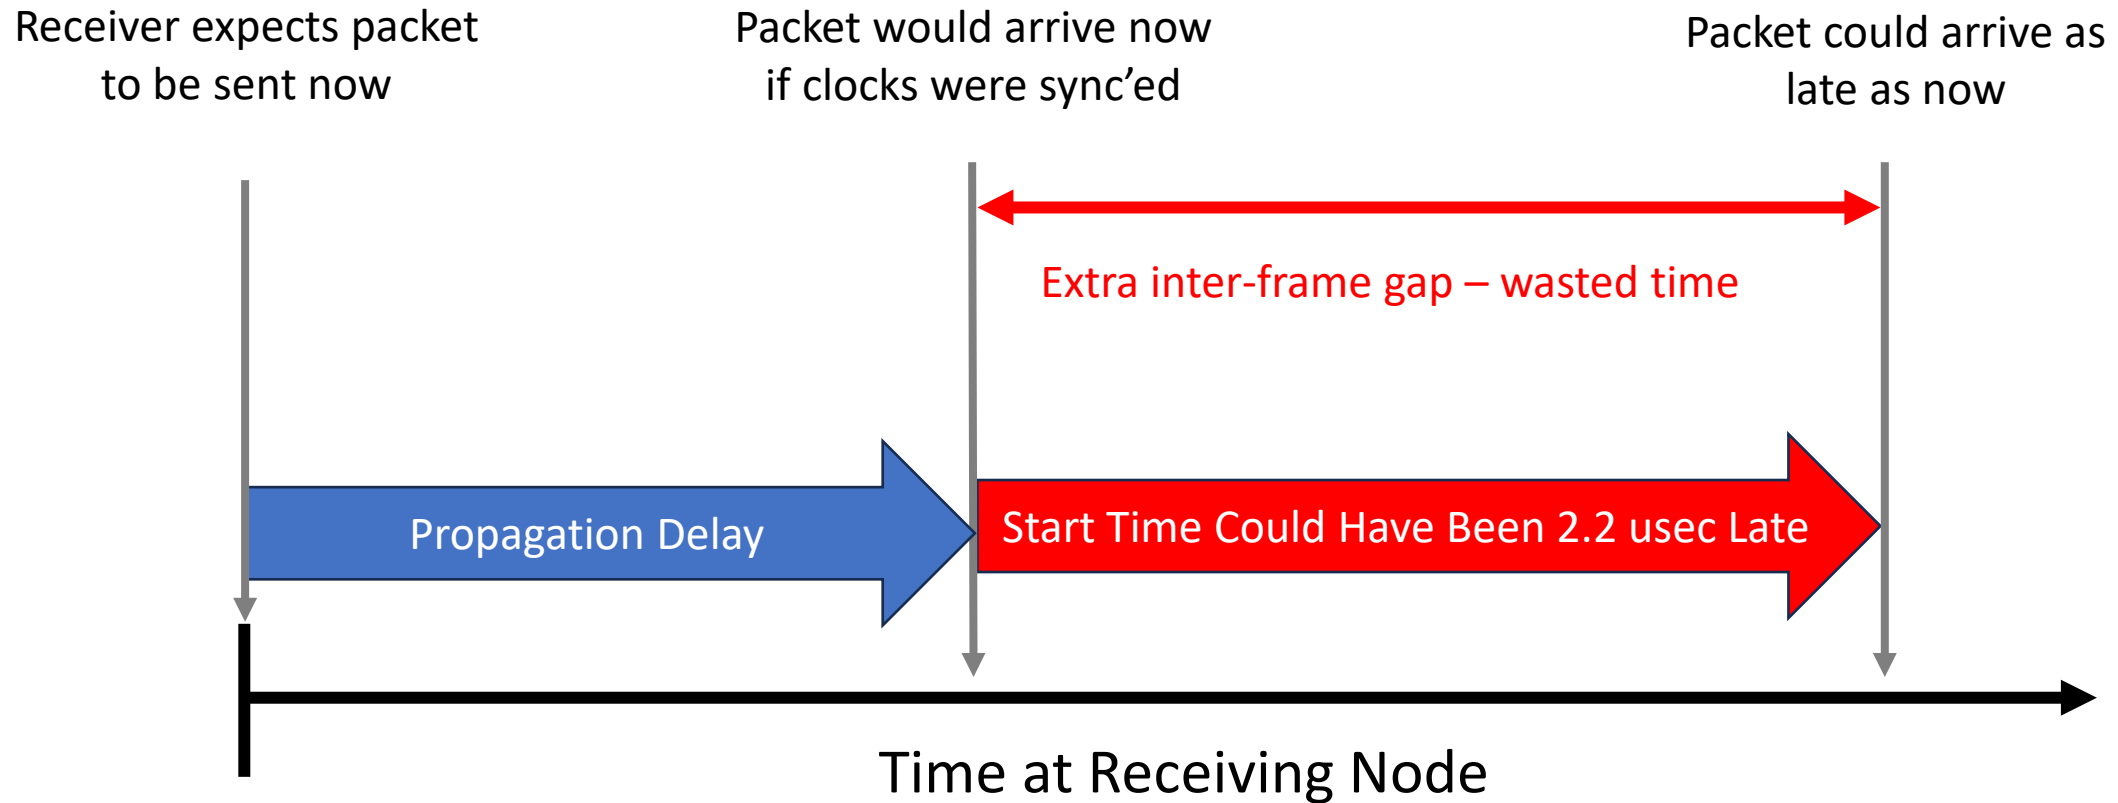 Receiver expects packet
to be sent now
Packet would arrive now
if clocks were sync’ed
Packet could arrive as
late as now
Extra inter-frame gap – wasted time
Propagation Delay
Start Time Could Have Been 2.2 usec Late
Time at Receiving Node